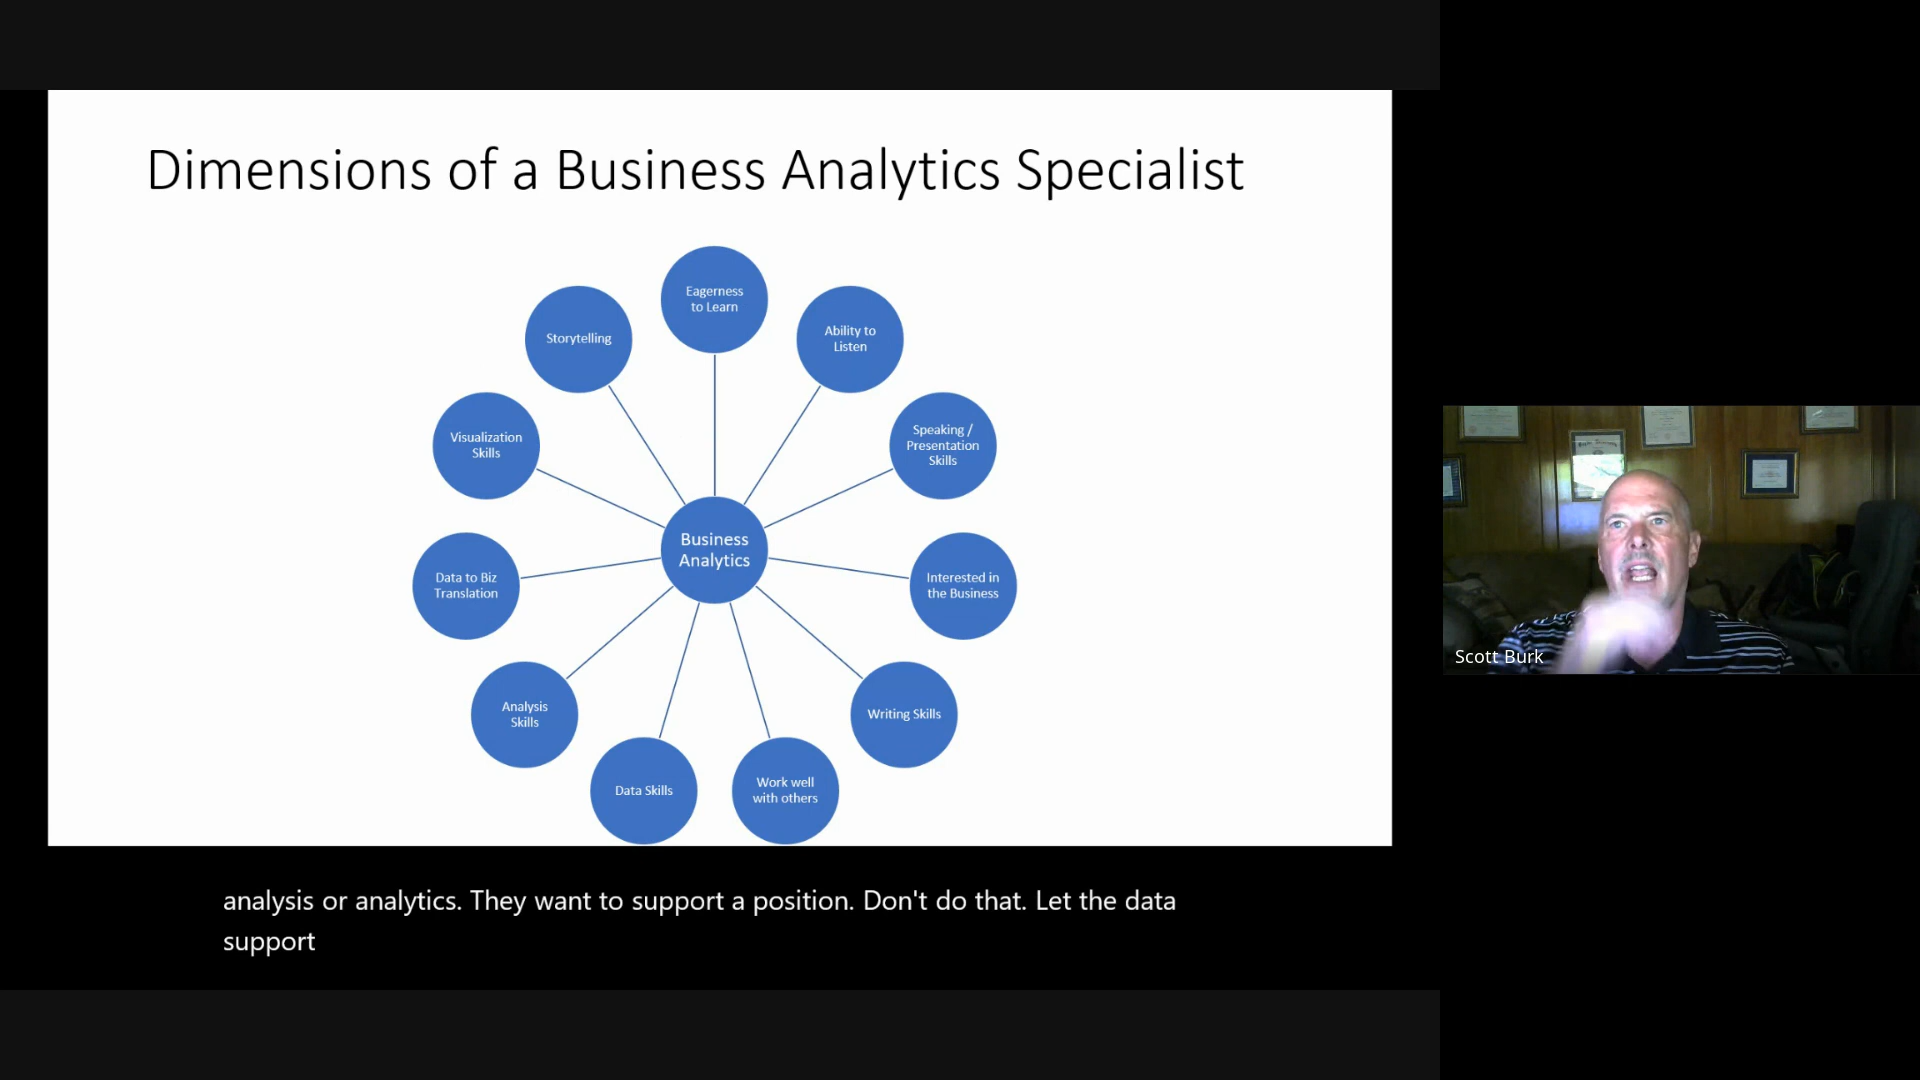 Dimensions of a Business Analytics Specialist
Eagerness
to Learn
Ability to
Listen
Speaking /
Presentation
Skills
Interested in
the Business
Writing Skills
Work well
with others
Data Skills
Analysis
Skills
Data to Biz
Translation
Visualization
Skills
Storytelling
Business
Analytics
Scott Burk
analysis or analytics. They want to support a position. Don't do that. Let the data
support